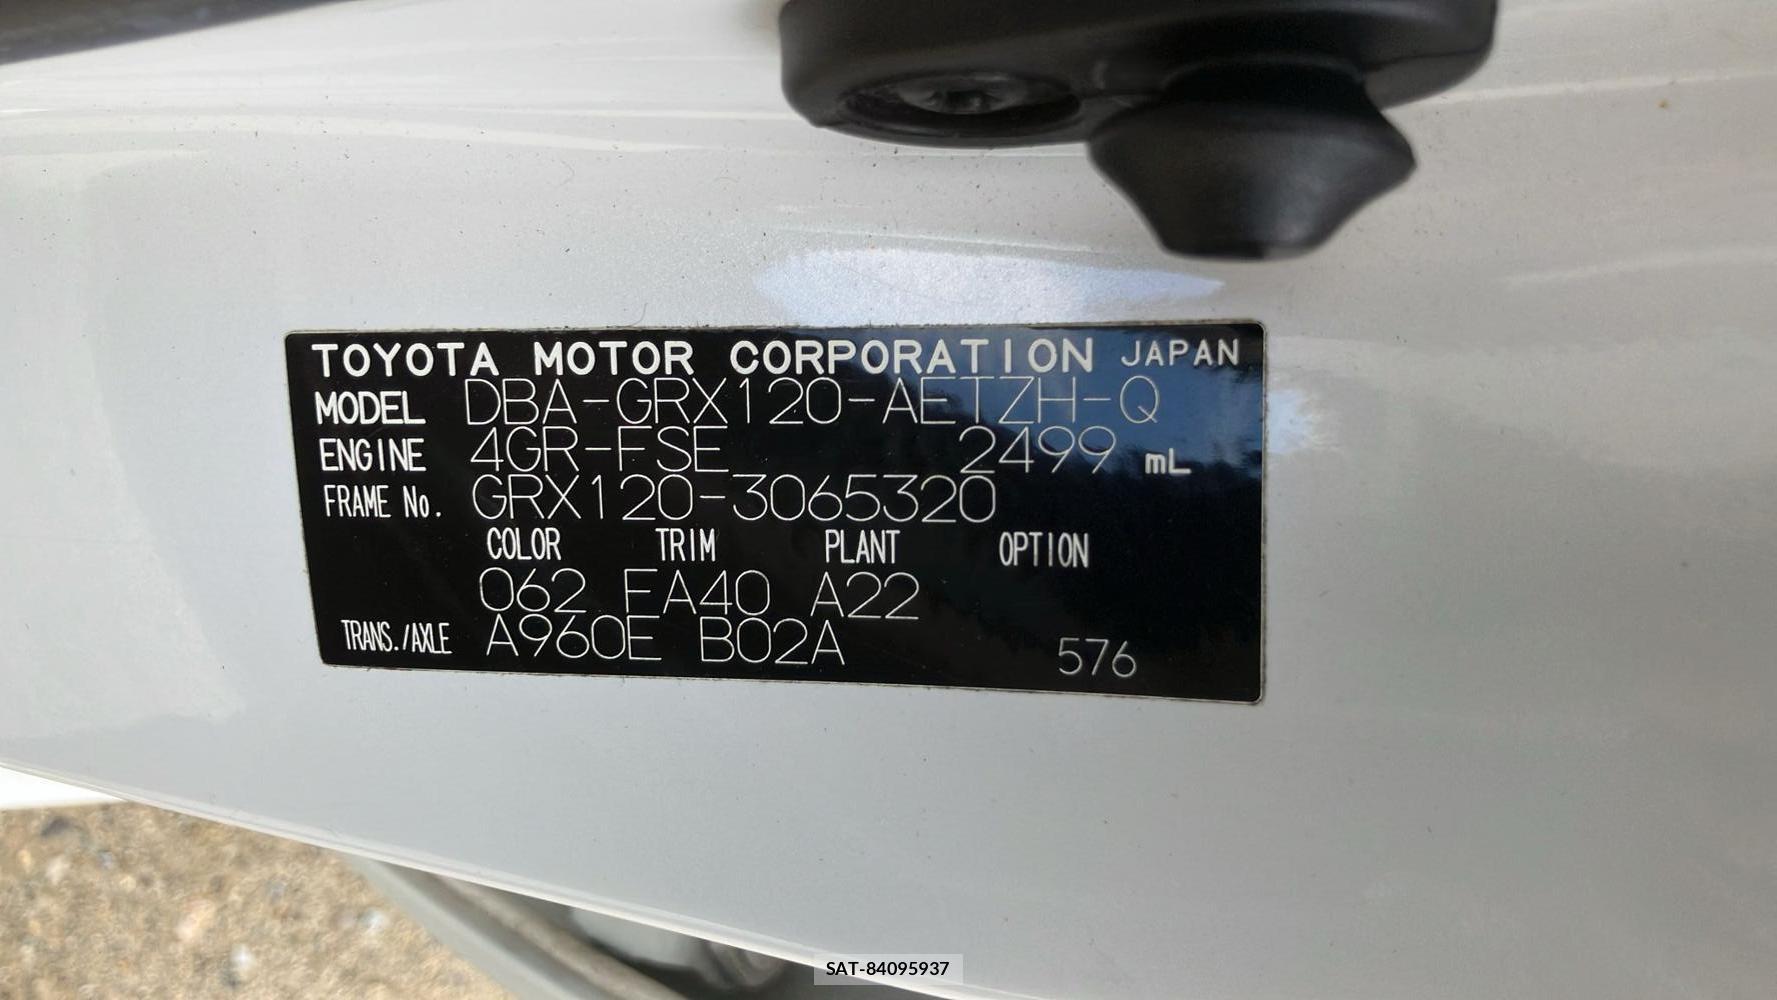 TOYOTA MOTOR CORPORATION JAPAN
MODEL DBA-GRX120-AETZH-Q
ENGINE 4GR-FSE 2499 mL
FRAME No. GRX120-3065320
COLOR TRIM PLANT OPTION
062 FA40 A22
TRANS./AXLE A960E B02A 576
SAT-84095937